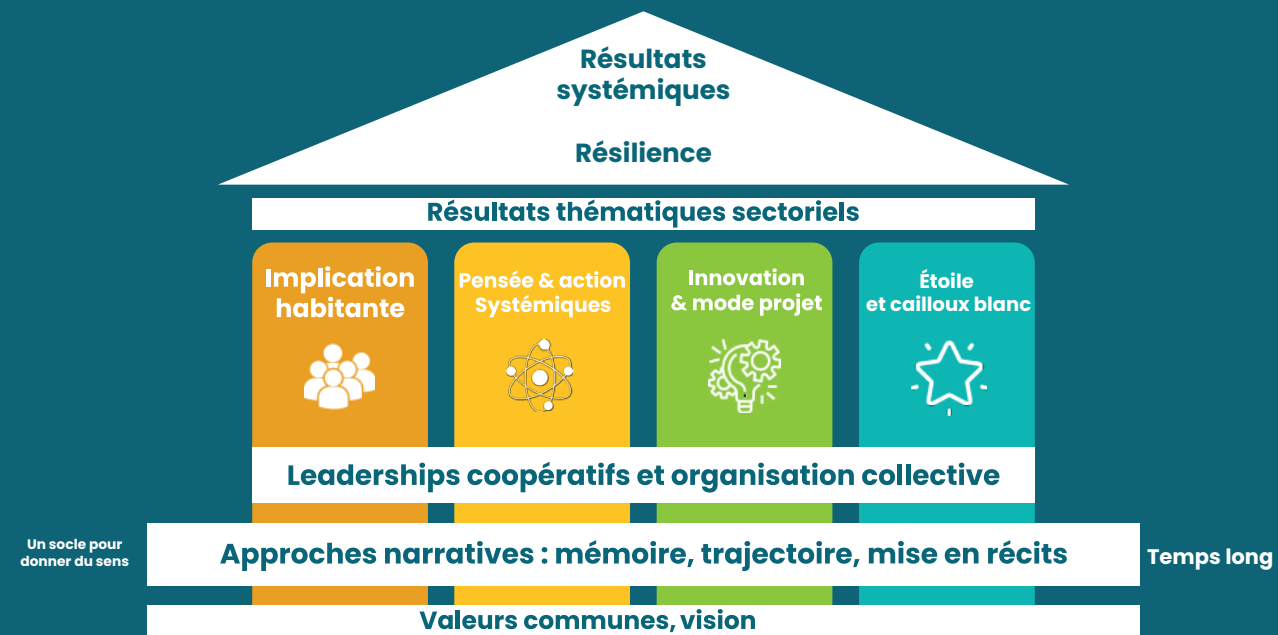 Résultats
systémiques
Résilience
Résultats thématiques sectoriels
Implication
habitante
Pensée & action
Systémiques
Innovation
& mode projet
Étoile
et cailloux blanc
Leaderships coopératifs et organisation collective
Un socle pour
donner du sens
Approches narratives : mémoire, trajectoire, mise en récits
Temps long
Valeurs communes, vision